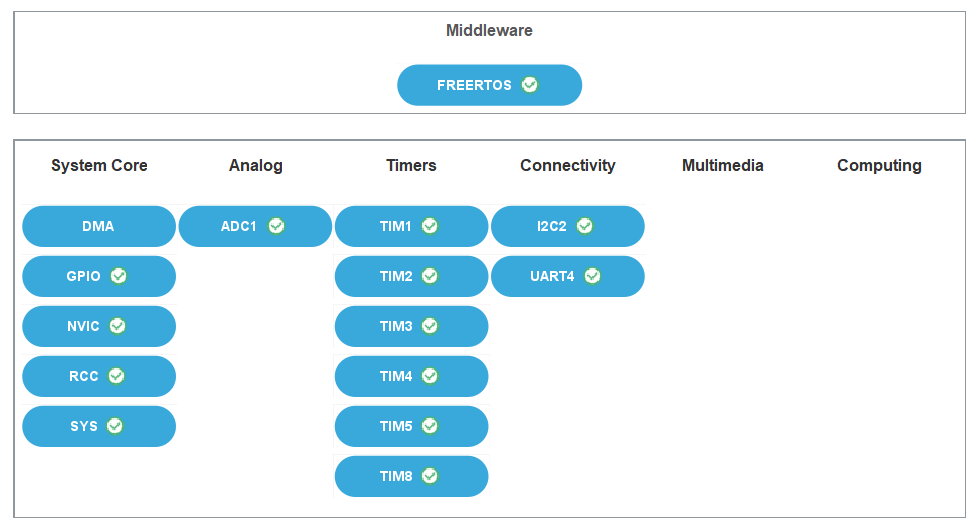 Middleware
FREERTOS
System Core Analog Timers Connectivity Multimedia Computing
DMA ADC1 TIM1 I2C2
GPIO TIM2 UART4
NVIC TIM3
RCC TIM4
SYS TIM5
TIM8